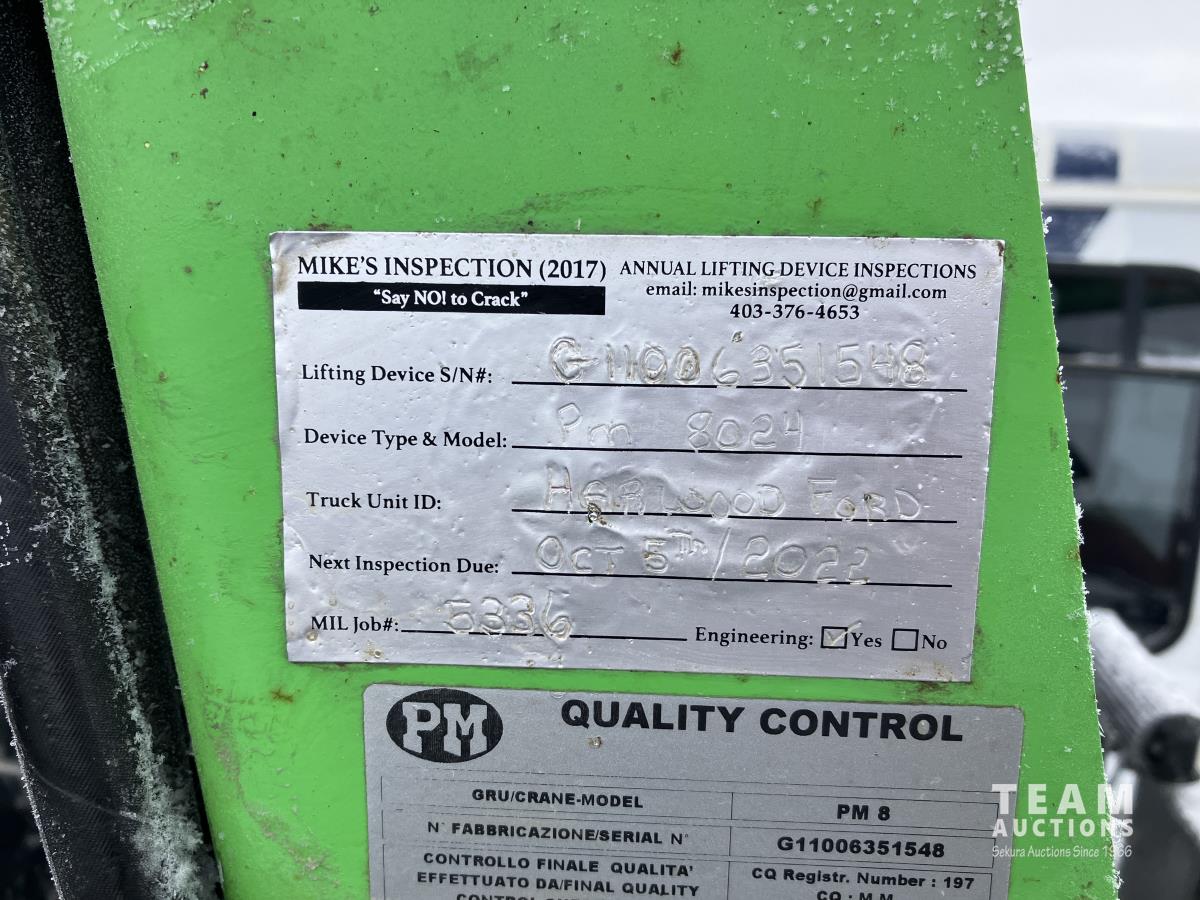 MIKE'S INSPECTION (2017)
"Say NO! to Crack"
ANNUAL LIFTING DEVICE INSPECTIONS
email: mikesinspection@gmail.com
403-376-4653
Lifting Device S/N#: G11006351548
Device Type & Model: Pm 8024
Truck Unit ID: HARWOOD FORD
Next Inspection Due: OCT 5TH/2022
MIL Job#: 5336 Engineering: Yes No
PM QUALITY CONTROL
GRU/CRANE-MODEL PM 8
N° FABBRICAZIONE/SERIAL N° G11006351548
CONTROLLO FINALE QUALITA'
EFFETTUATO DA/FINAL QUALITY
CQ Registr. Number : 197
CQ : M.M.
TEAM
AUCTIONS
Sekura Auctions Since 1966